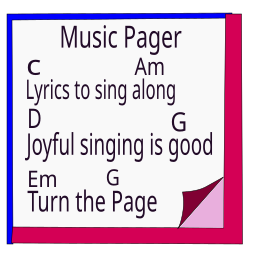 Music Pager
C Am
Lyrics to sing along
D G
Joyful singing is good
Em G
Turn the Page